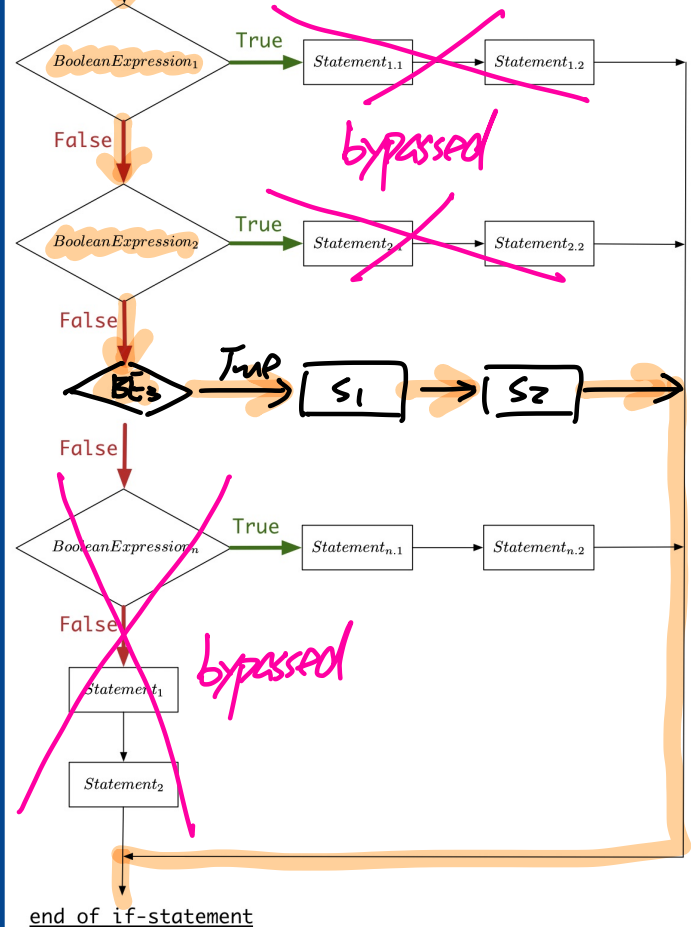 BooleanExpression₁
True
Statement₁.₁
Statement₁.₂
bypassed
False
BooleanExpression₂
True
Statement₂.
Statement₂.₂
False
BE₃
True
S₁
S₂
False
BooleanExpressionₙ
True
Statementₙ.₁
Statementₙ.₂
False
bypassed
Statement₁
Statement₂
end of if-statement